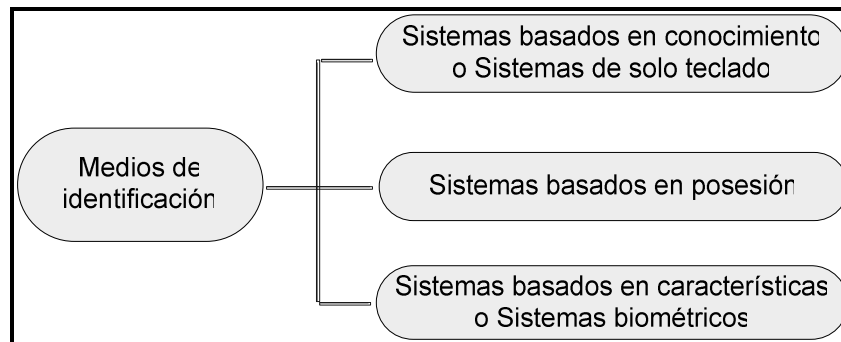 Sistemas basados en conocimiento
o Sistemas de solo teclado
Medios de
identificación
Sistemas basados en posesión
Sistemas basados en características
o Sistemas biométricos